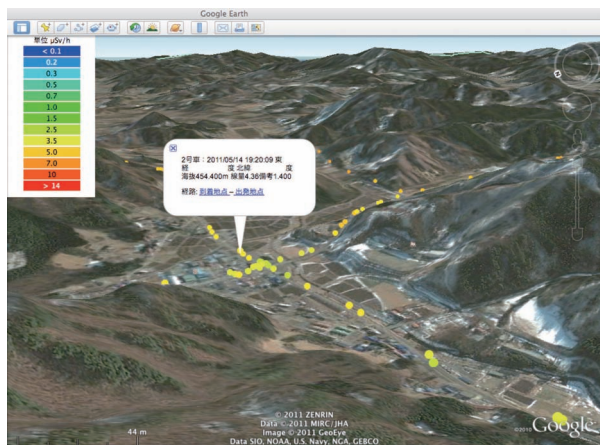 Google Earth
単位 μSv/h
< 0.1
0.2
0.3
0.5
0.7
1.0
1.5
2.5
3.5
5.0
7.0
10
> 14
2号車：2011/05/14 19:20:09 東
経 度 北緯 度
海抜454.400m 線量4.36備考1.400
経路: 到着地点 – 出発地点
© 2011 ZENRIN
Data © 2011 MIRC/JHA
Image © 2011 GeoEye
Data SIO, NOAA, U.S. Navy, NGA, GEBCO
44 m
©2010 Google